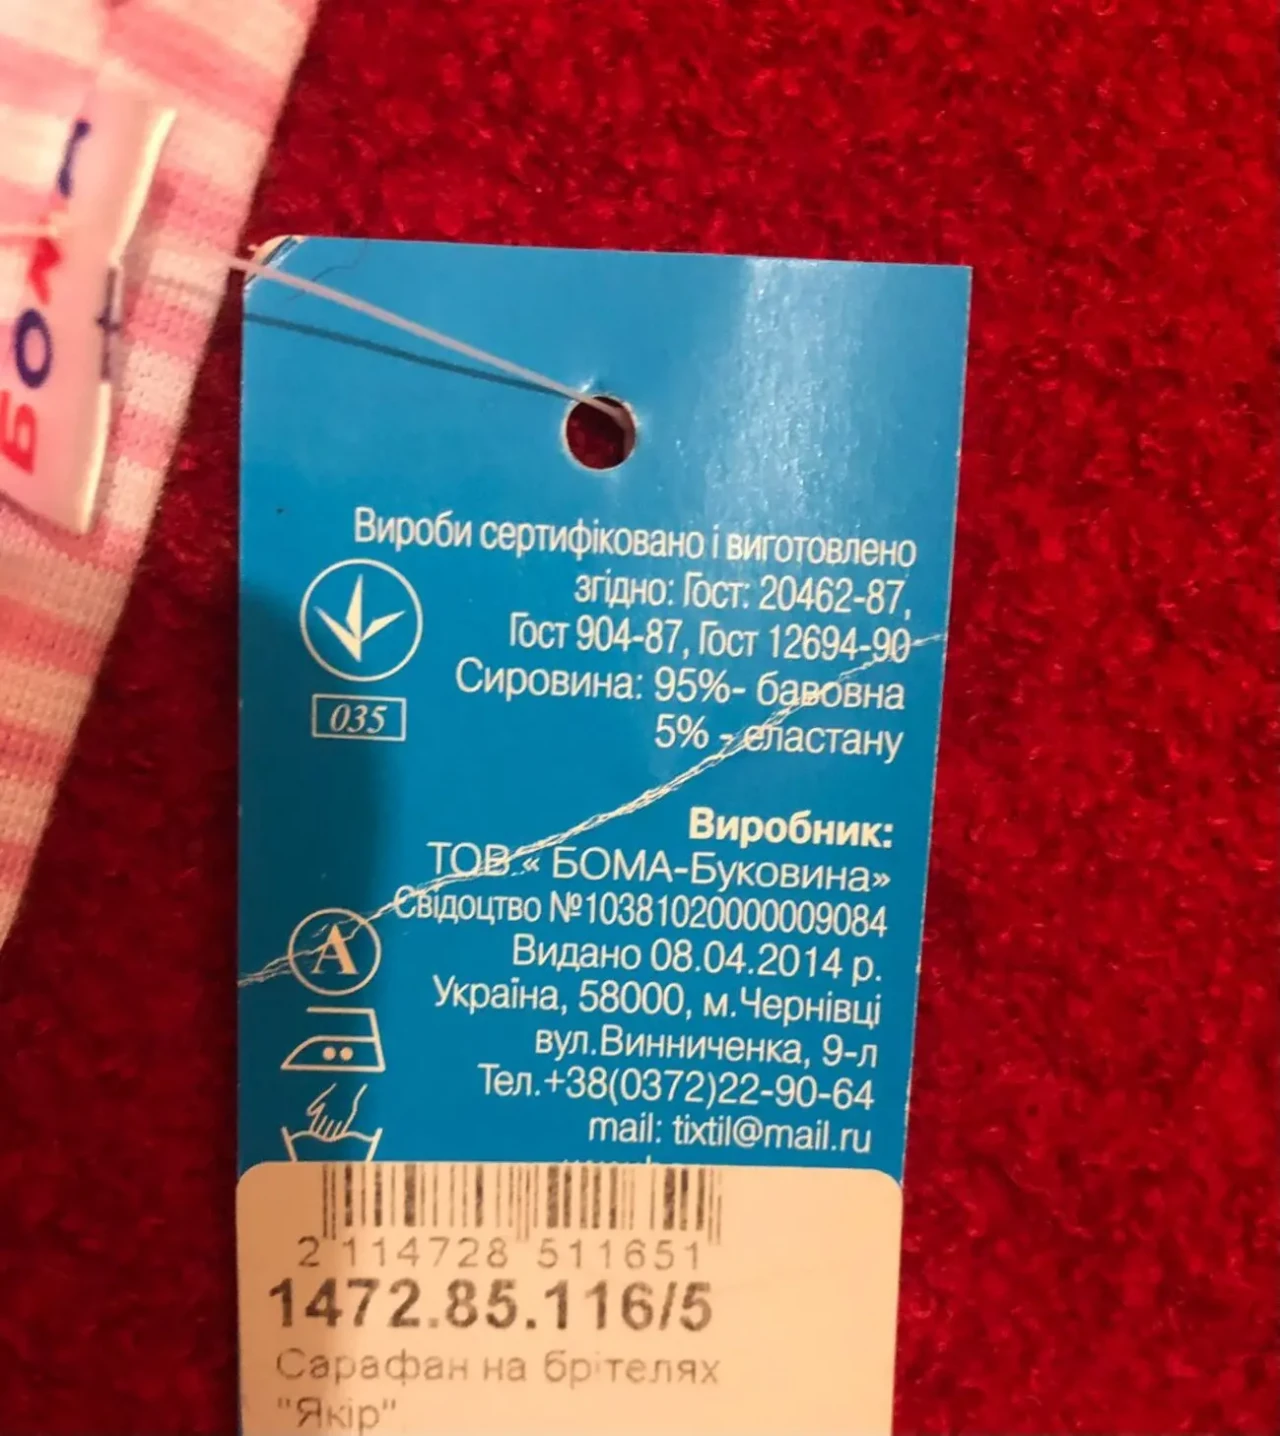 БОМА
Вироби сертифіковано і виготовлено
згідно: Гост: 20462-87,
Гост 904-87, Гост 12694-90
035
Сировина: 95%- бавовна
5% - еластану
Виробник:
ТОВ « БОМА-Буковина»
Свідоцтво №10381020000009084
A
Видано 08.04.2014 р.
Україна, 58000, м.Чернівці
вул.Винниченка, 9-л
Тел.+38(0372)22-90-64
mail: tixtil@mail.ru
2 114728 511651
1472.85.116/5
Сарафан на брітелях
"Якір"